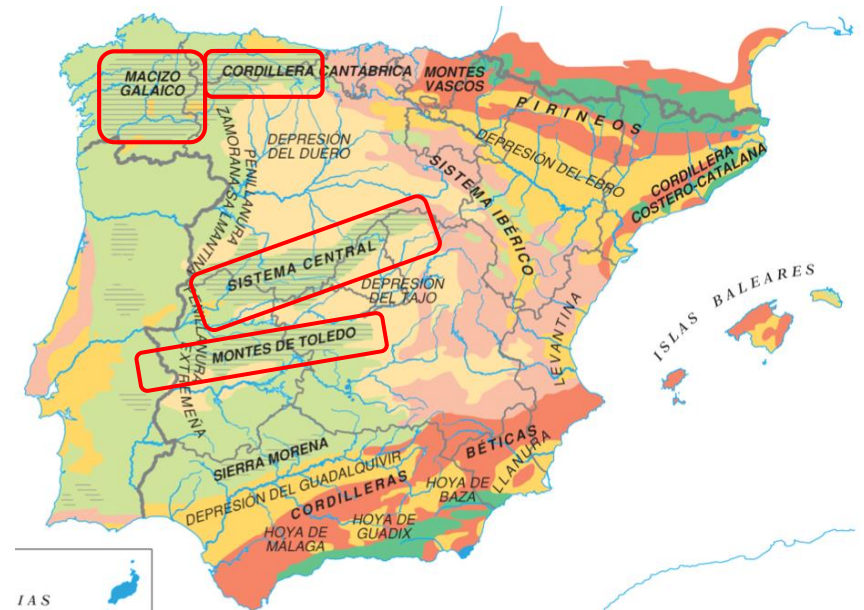 MACIZO
GALAICO
CORDILLERA CANTÁBRICA
MONTES
VASCOS
PIRINEOS
DEPRESIÓN
DEL DUERO
PENILLANURA
ZAMORANA-SALMANTINA
DEPRESIÓN DEL EBRO
SISTEMA IBÉRICO
CORDILLERA
COSTERO-CATALANA
SISTEMA CENTRAL
DEPRESIÓN
DEL TAJO
ISLAS BALEARES
PENILLANURA
EXTREMEÑA
MONTES DE TOLEDO
LEVANTINA
LLANURA
SIERRA MORENA
DEPRESIÓN DEL GUADALQUIVIR
CORDILLERAS
BÉTICAS
HOYA DE
BAZA
HOYA DE
GUADIX
HOYA DE
MÁLAGA
IAS